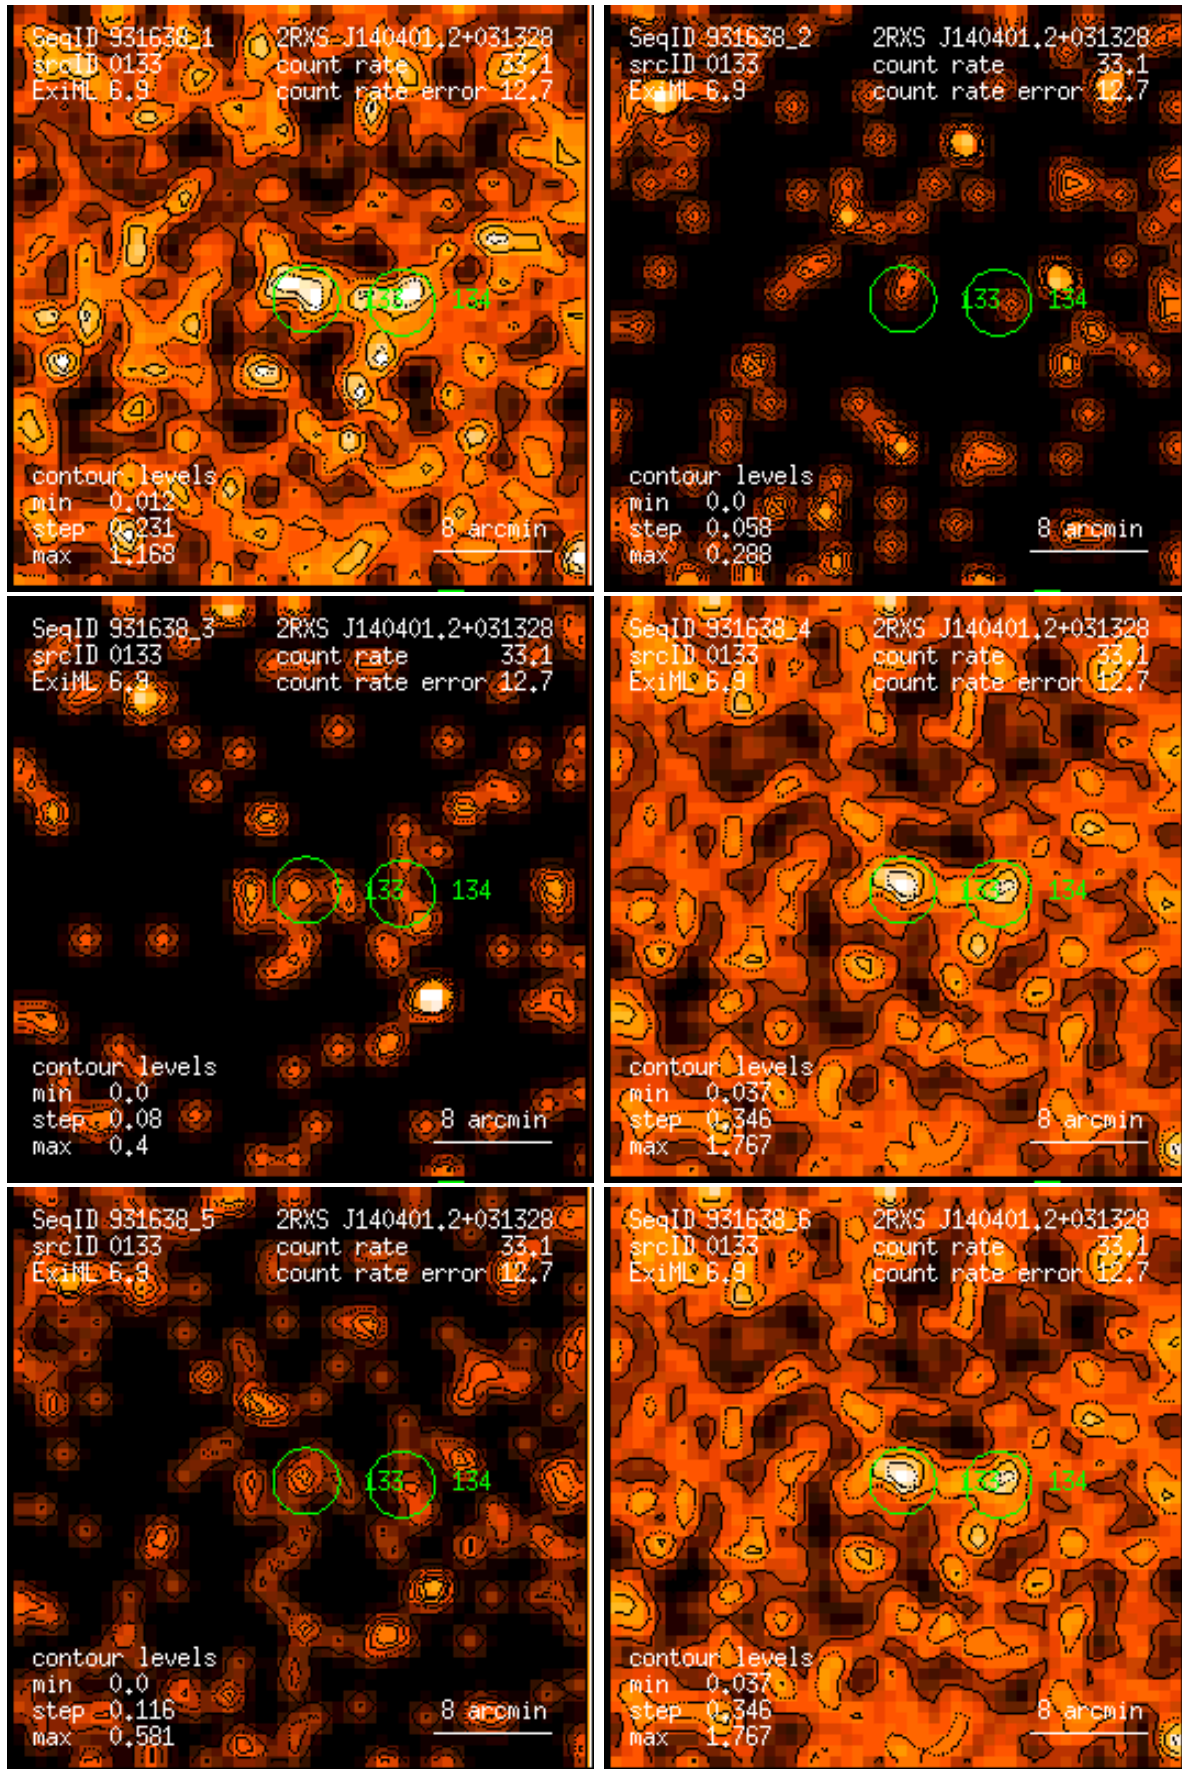 SeqID 931638_1 2RXS J140401.2+031328
srcID 0133 count rate 33.1
ExiML 6.9 count rate error 12.7
133 134
contour levels
min 0.012
step 0.231 8 arcmin
max 1.168
SeqID 931638_2 2RXS J140401.2+031328
srcID 0133 count rate 33.1
ExiML 6.9 count rate error 12.7
133 134
contour levels
min 0.0
step 0.058 8 arcmin
max 0.288
SeqID 931638_3 2RXS J140401.2+031328
srcID 0133 count rate 33.1
ExiML 6.9 count rate error 12.7
133 134
contour levels
min 0.0
step 0.08 8 arcmin
max 0.4
SeqID 931638_4 2RXS J140401.2+031328
srcID 0133 count rate 33.1
ExiML 6.9 count rate error 12.7
133 134
contour levels
min 0.037
step 0.346 8 arcmin
max 1.767
SeqID 931638_5 2RXS J140401.2+031328
srcID 0133 count rate 33.1
ExiML 6.9 count rate error 12.7
133 134
contour levels
min 0.0
step 0.116 8 arcmin
max 0.581
SeqID 931638_6 2RXS J140401.2+031328
srcID 0133 count rate 33.1
ExiML 6.9 count rate error 12.7
133 134
contour levels
min 0.037
step 0.346 8 arcmin
max 1.767